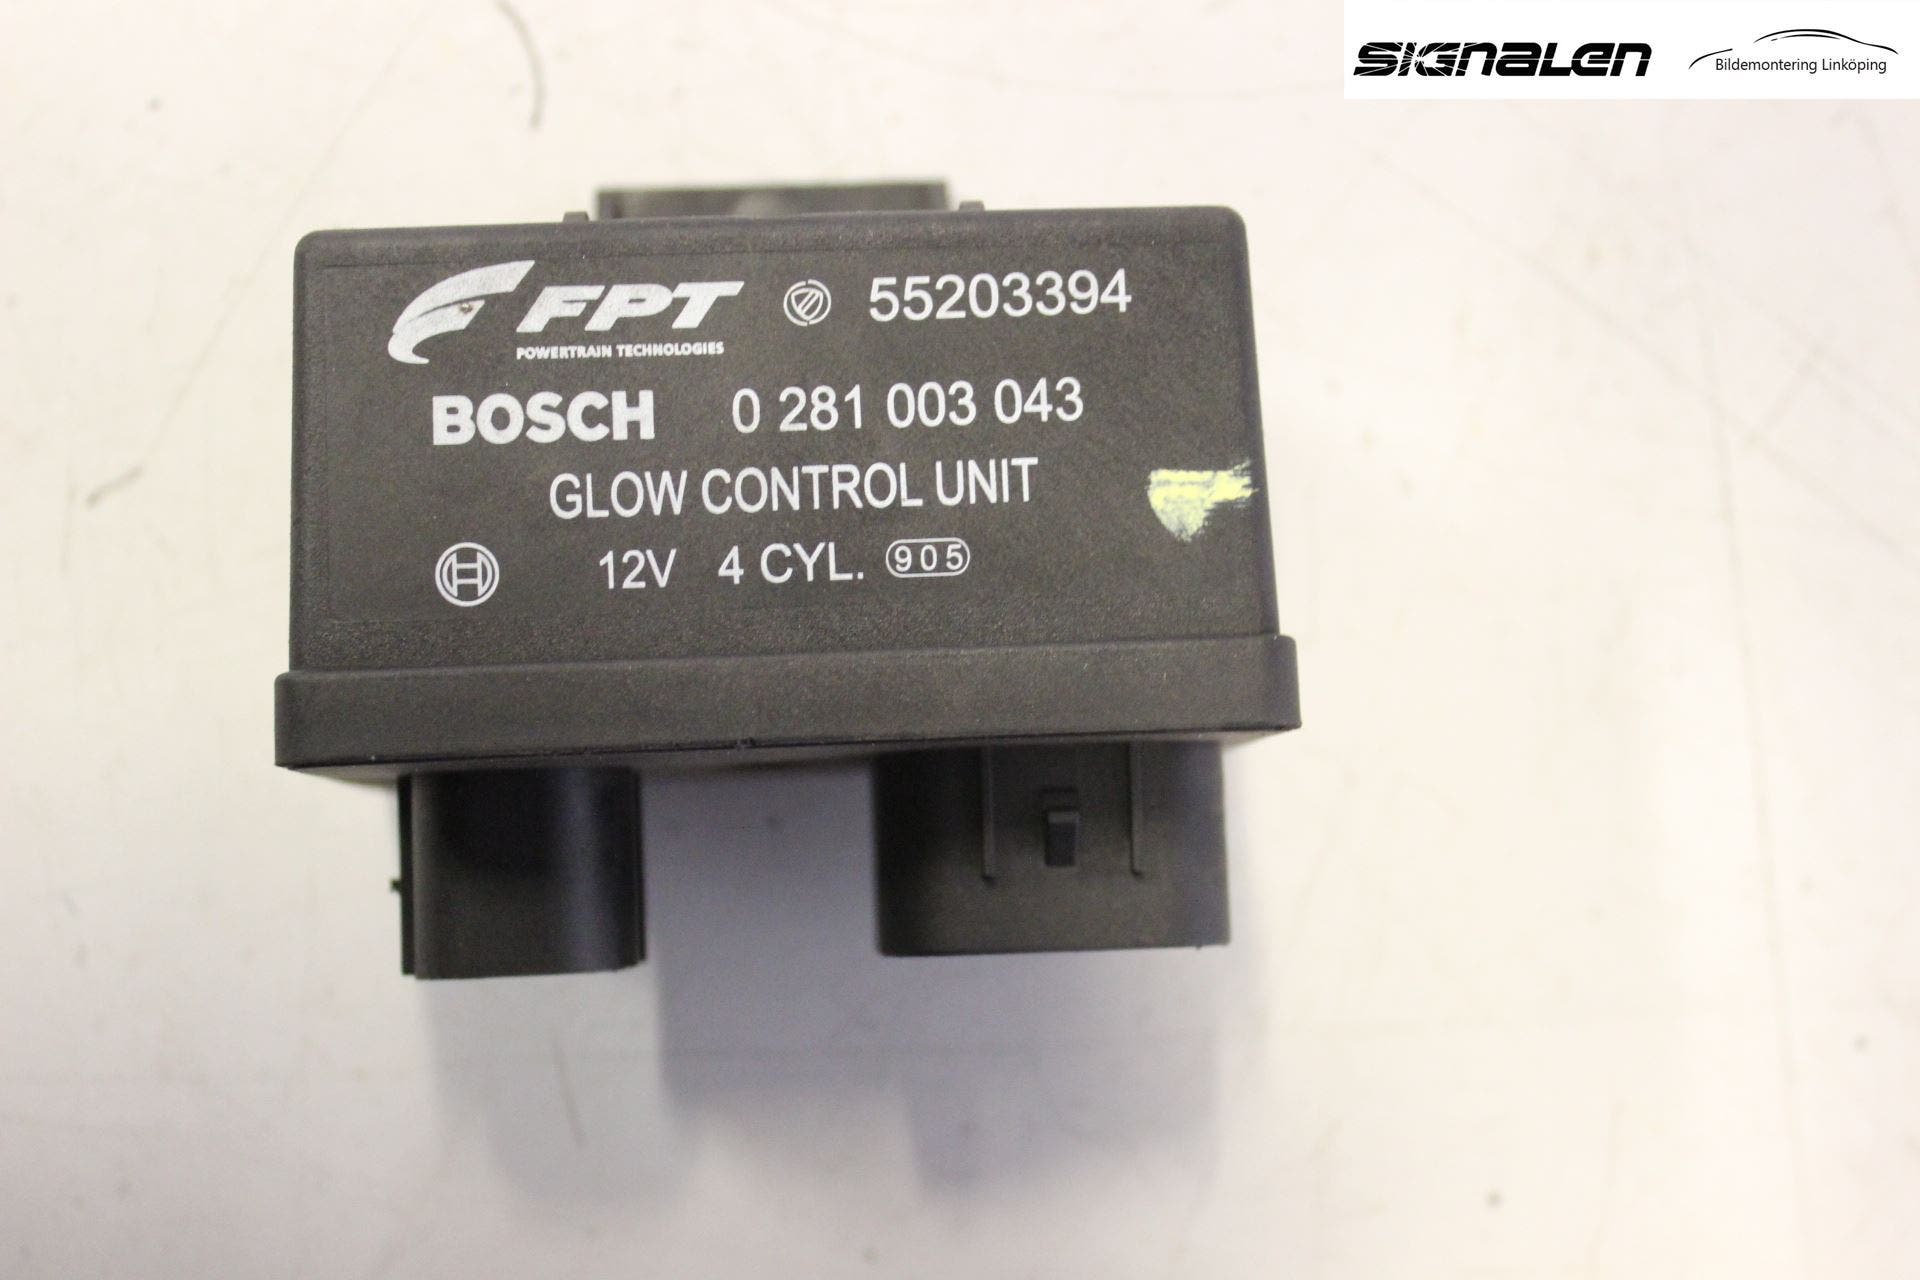 SIGNALEN Bildemontering Linköping
FPT 55203394
POWERTRAIN TECHNOLOGIES
BOSCH 0 281 003 043
GLOW CONTROL UNIT
12V 4 CYL. 905